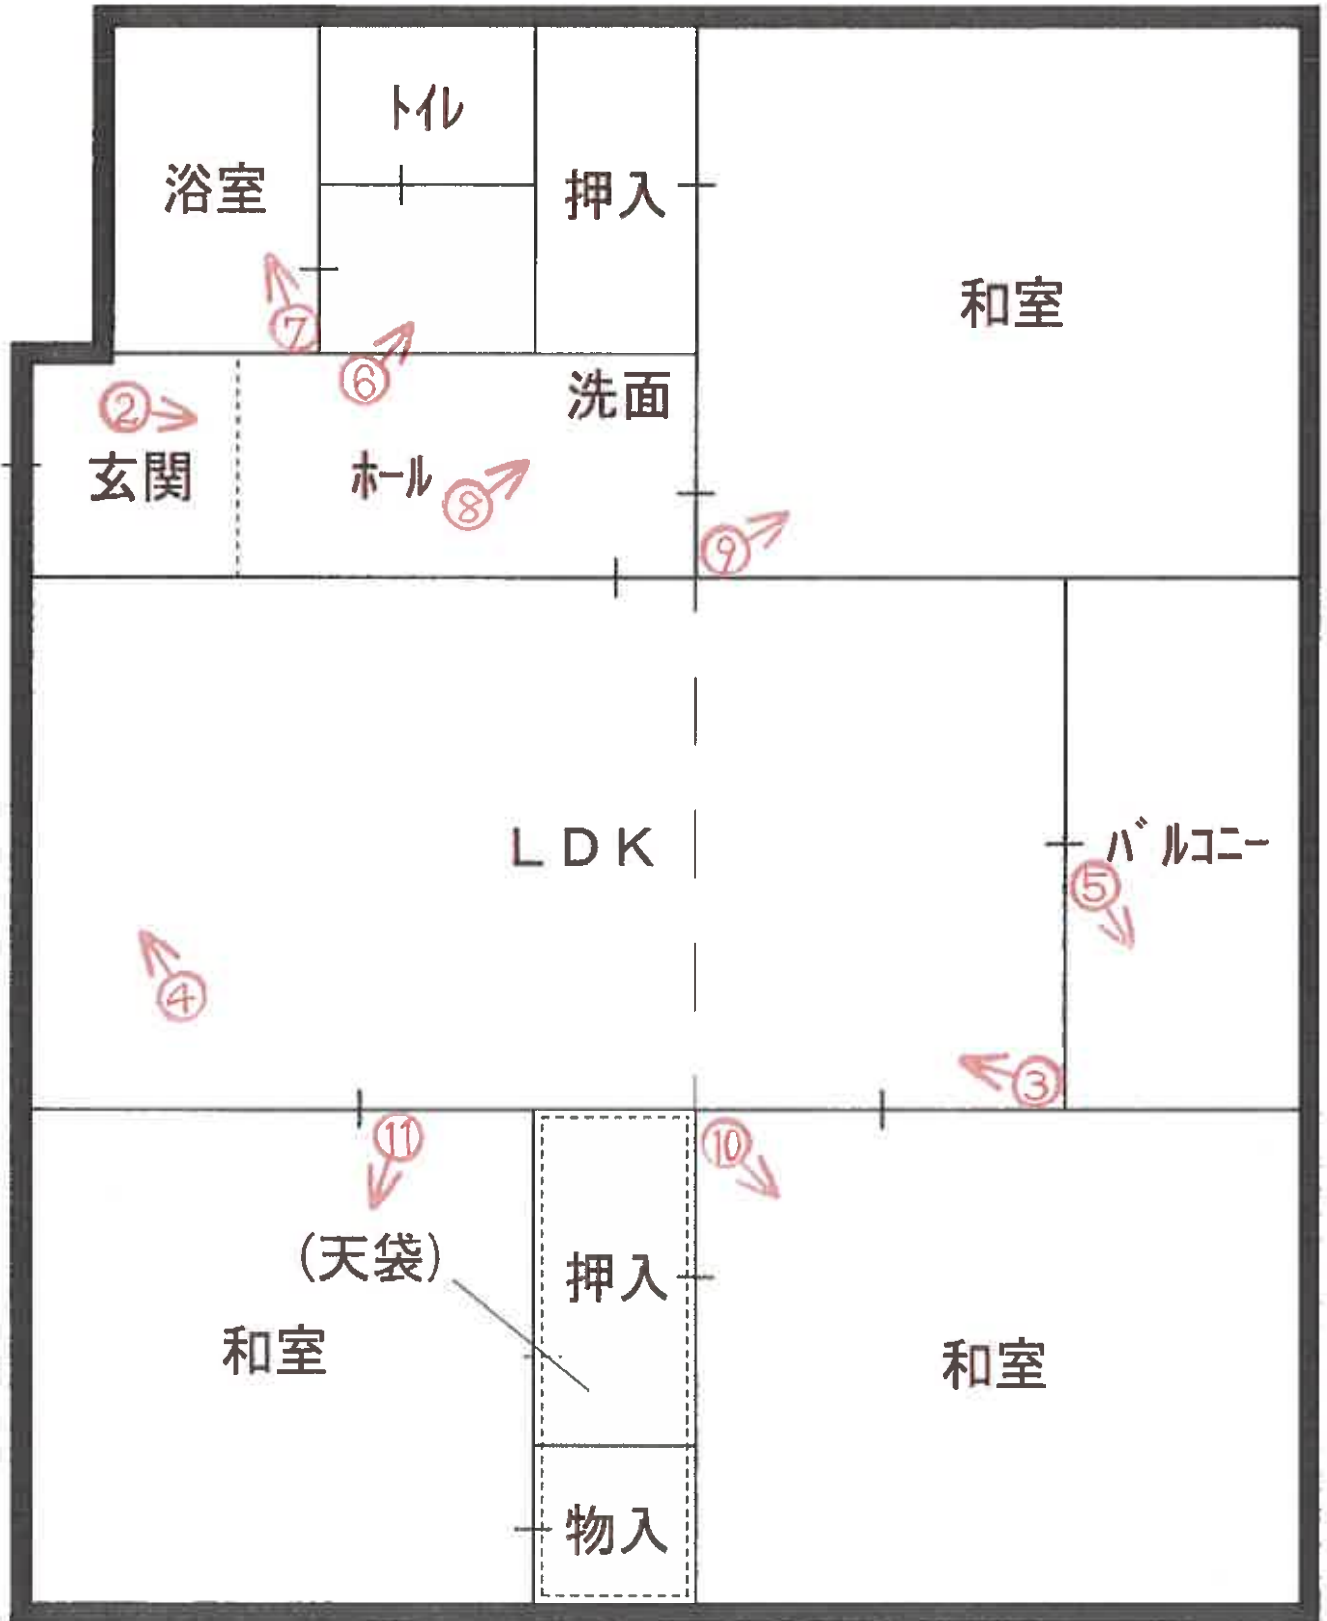 トイレ
浴室
押入
和室
⑦
⑥
洗面
②
玄関
ホール
⑧
⑨
LDK
バルコニー
⑤
④
③
⑪
⑩
(天袋)
押入
和室
和室
物入